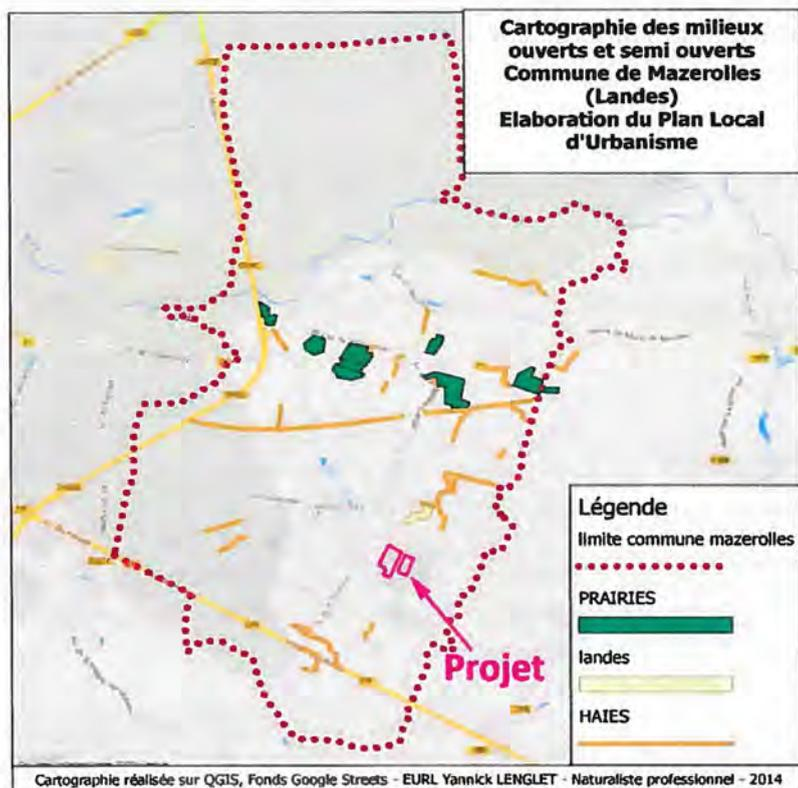 Cartographie des milieux
ouverts et semi ouverts
Commune de Mazerolles
(Landes)
Elaboration du Plan Local
d'Urbanisme
Projet
Légende
limite commune mazerolles
PRAIRIES
landes
HAIES
Cartographie réalisée sur QGIS, Fonds Google Streets - EURL Yannick LENGLET - Naturaliste professionnel - 2014